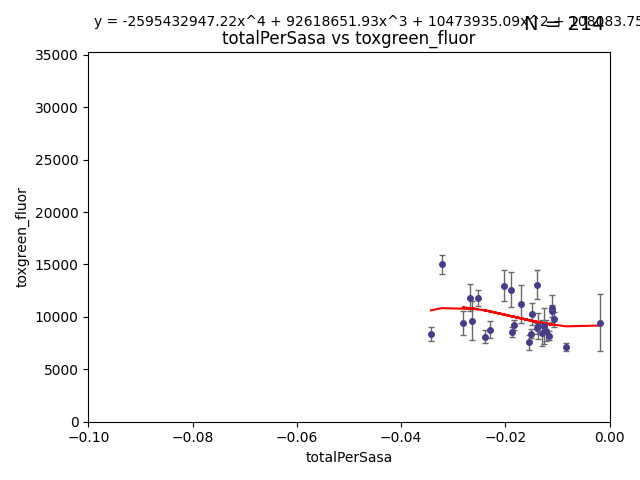 y = -2595432947.22x^4 + 92618651.93x^3 + 10473935.09x^2 +
N = 214
totalPerSasa vs toxgreen_fluor
35000
30000
25000
20000
15000
10000
5000
0
toxgreen_fluor
−0.10 −0.08 −0.06 −0.04 −0.02 0.00
totalPerSasa